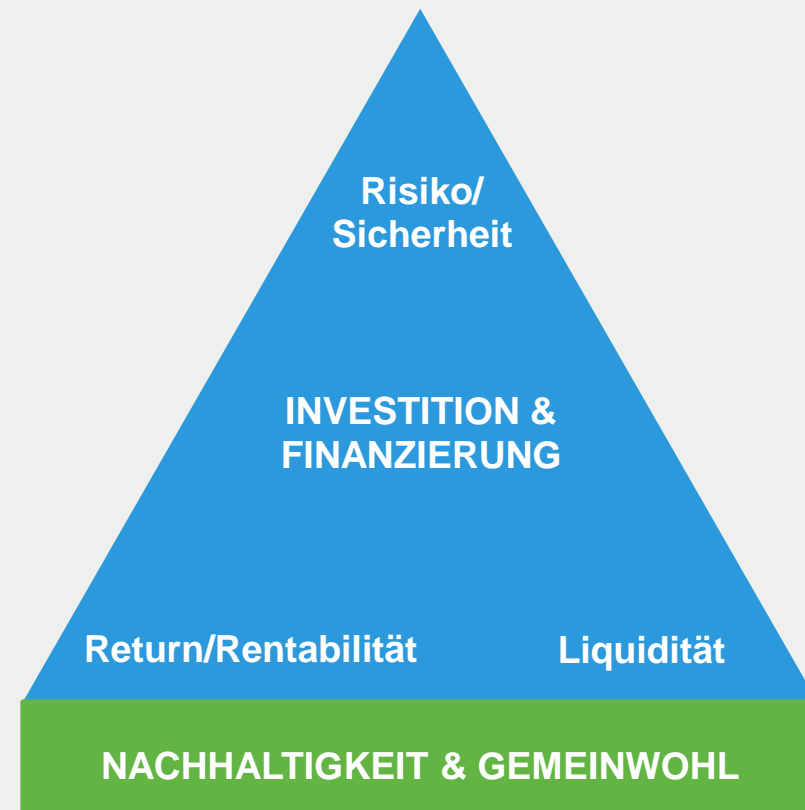 Risiko/
Sicherheit
INVESTITION &
FINANZIERUNG
Return/Rentabilität
Liquidität
NACHHALTIGKEIT & GEMEINWOHL